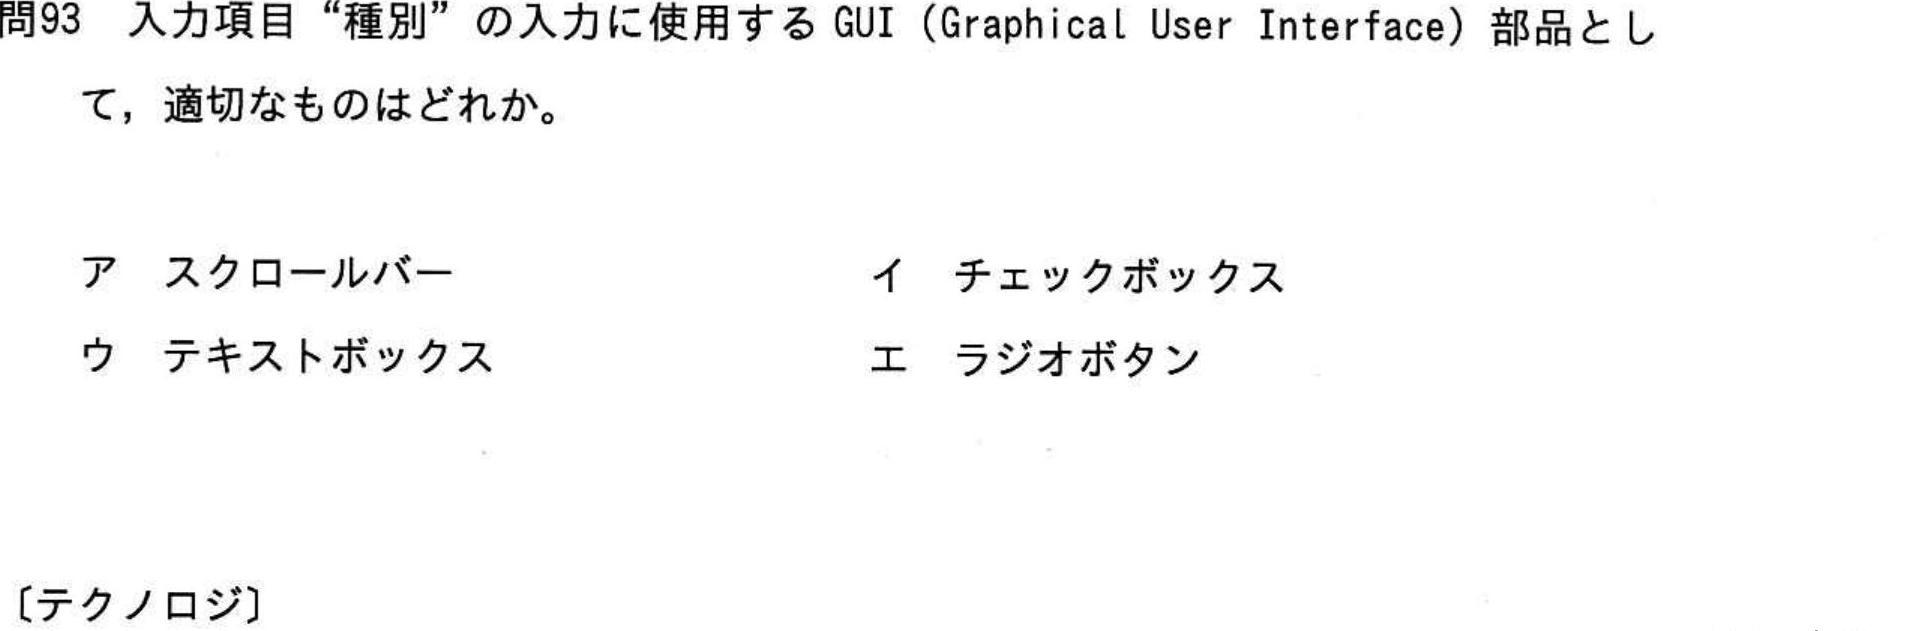 問93 入力項目“種別”の入力に使用する GUI (Graphical User Interface) 部品とし
て，適切なものはどれか。
ア スクロールバー イ チェックボックス
ウ テキストボックス エ ラジオボタン
〔テクノロジ〕